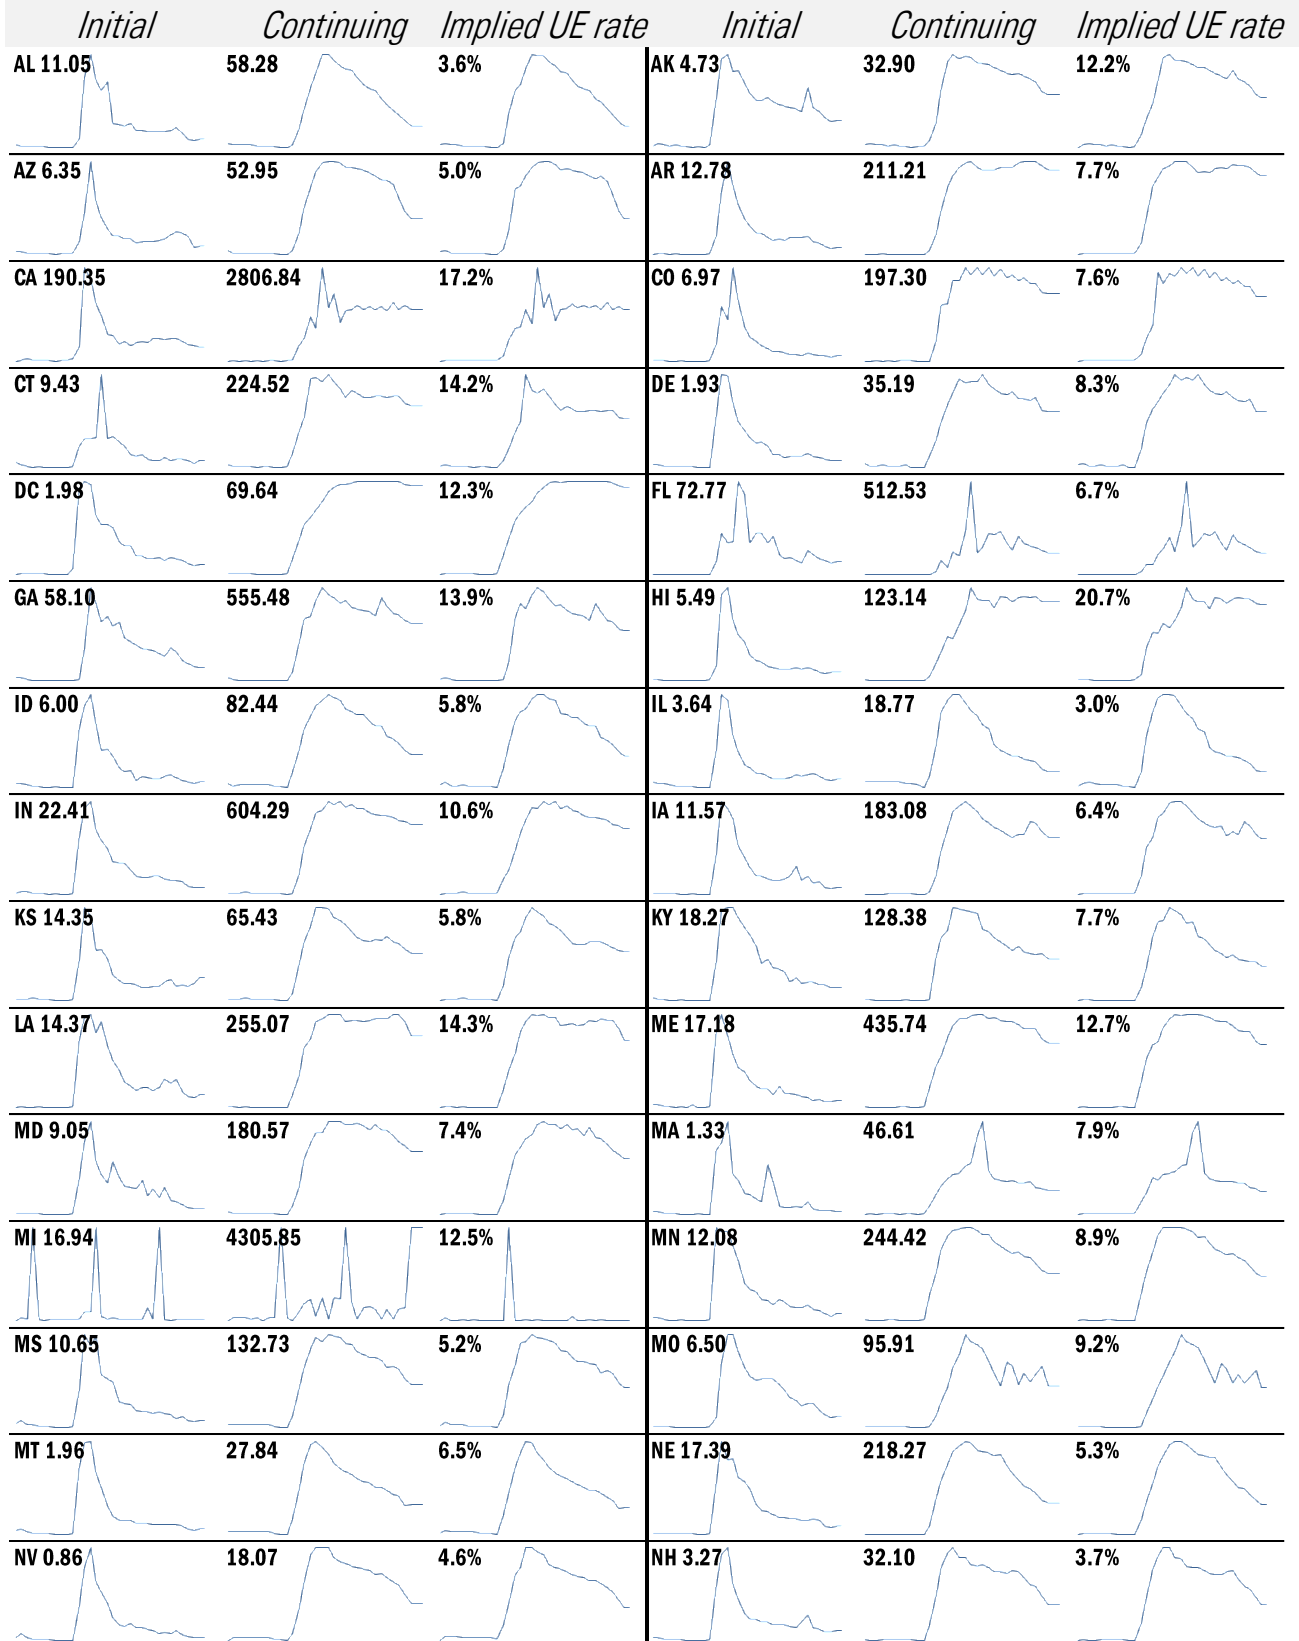 Initial Continuing Implied UE rate Initial Continuing Implied UE rate
AL 11.05 58.28 3.6% AK 4.73 32.90 12.2%
AZ 6.35 52.95 5.0% AR 12.78 211.21 7.7%
CA 190.35 2806.84 17.2% CO 6.97 197.30 7.6%
CT 9.43 224.52 14.2% DE 1.93 35.19 8.3%
DC 1.98 69.64 12.3% FL 72.77 512.53 6.7%
GA 58.10 555.48 13.9% HI 5.49 123.14 20.7%
ID 6.00 82.44 5.8% IL 3.64 18.77 3.0%
IN 22.41 604.29 10.6% IA 11.57 183.08 6.4%
KS 14.35 65.43 5.8% KY 18.27 128.38 7.7%
LA 14.37 255.07 14.3% ME 17.18 435.74 12.7%
MD 9.05 180.57 7.4% MA 1.33 46.61 7.9%
MI 16.94 4305.85 12.5% MN 12.08 244.42 8.9%
MS 10.65 132.73 5.2% MO 6.50 95.91 9.2%
MT 1.96 27.84 6.5% NE 17.39 218.27 5.3%
NV 0.86 18.07 4.6% NH 3.27 32.10 3.7%